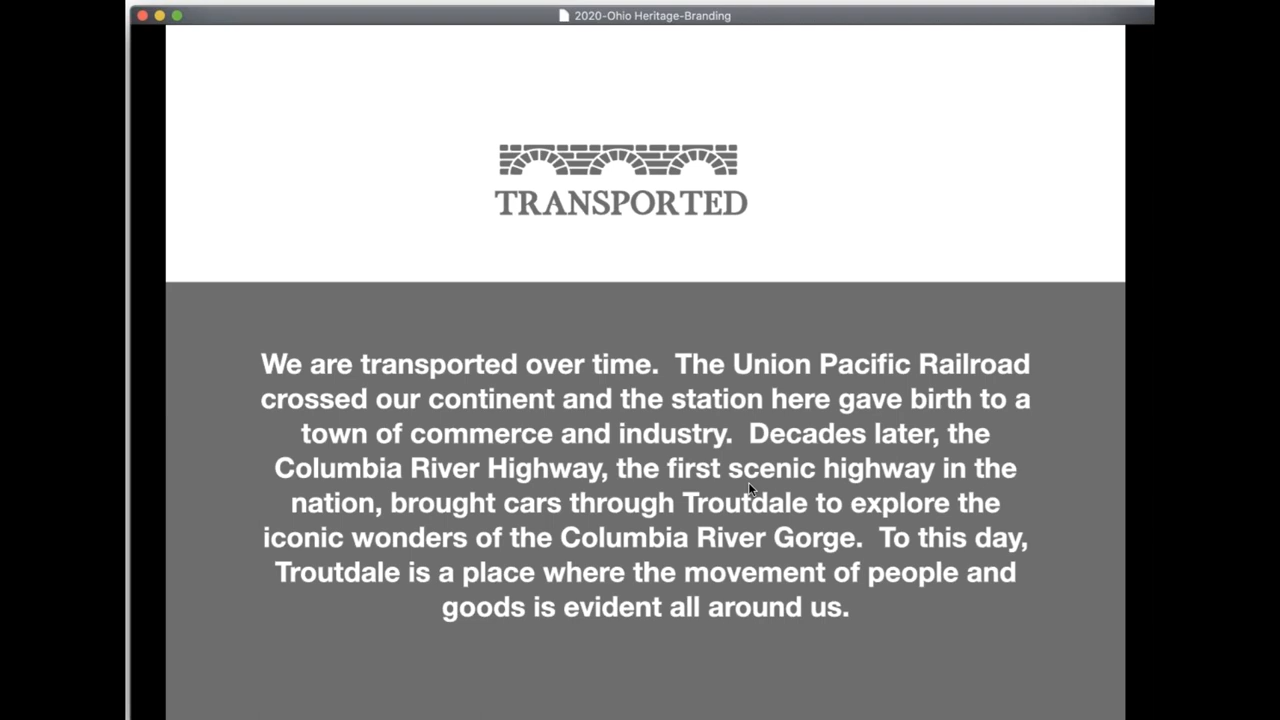 2020-Ohio Heritage-Branding
TRANSPORTED
We are transported over time.  The Union Pacific Railroad
crossed our continent and the station here gave birth to a
town of commerce and industry.  Decades later, the
Columbia River Highway, the first scenic highway in the
nation, brought cars through Troutdale to explore the
iconic wonders of the Columbia River Gorge.  To this day,
Troutdale is a place where the movement of people and
goods is evident all around us.